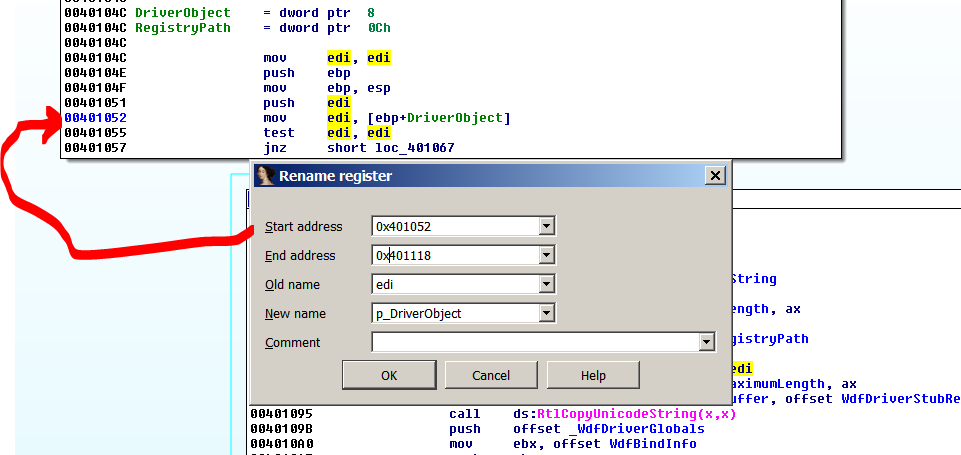 0040104C DriverObject = dword ptr 8
0040104C RegistryPath = dword ptr 0Ch
0040104C
0040104C mov edi, edi
0040104E push ebp
0040104F mov ebp, esp
00401051 push edi
00401052 mov edi, [ebp+DriverObject]
00401055 test edi, edi
00401057 jnz short loc_401067
Rename register
Start address 0x401052
End address 0x401118
Old name edi
New name p_DriverObject
Comment
OK Cancel Help
String
ength, ax
gistryPath
edi
aximumLength, ax
uffer, offset WdfDriverStubRe
00401095 call ds:RtlCopyUnicodeString(x,x)
0040109B push offset _WdfDriverGlobals
004010A0 mov ebx, offset WdfBindInfo